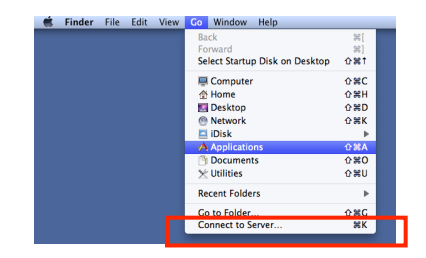 Finder File Edit View Go Window Help
Back ⌘[
Forward ⌘]
Select Startup Disk on Desktop ⇧⌘↑
Computer ⇧⌘C
Home ⇧⌘H
Desktop ⇧⌘D
Network ⇧⌘K
iDisk
Applications ⇧⌘A
Documents ⇧⌘O
Utilities ⇧⌘U
Recent Folders
Go to Folder... ⇧⌘G
Connect to Server... ⌘K